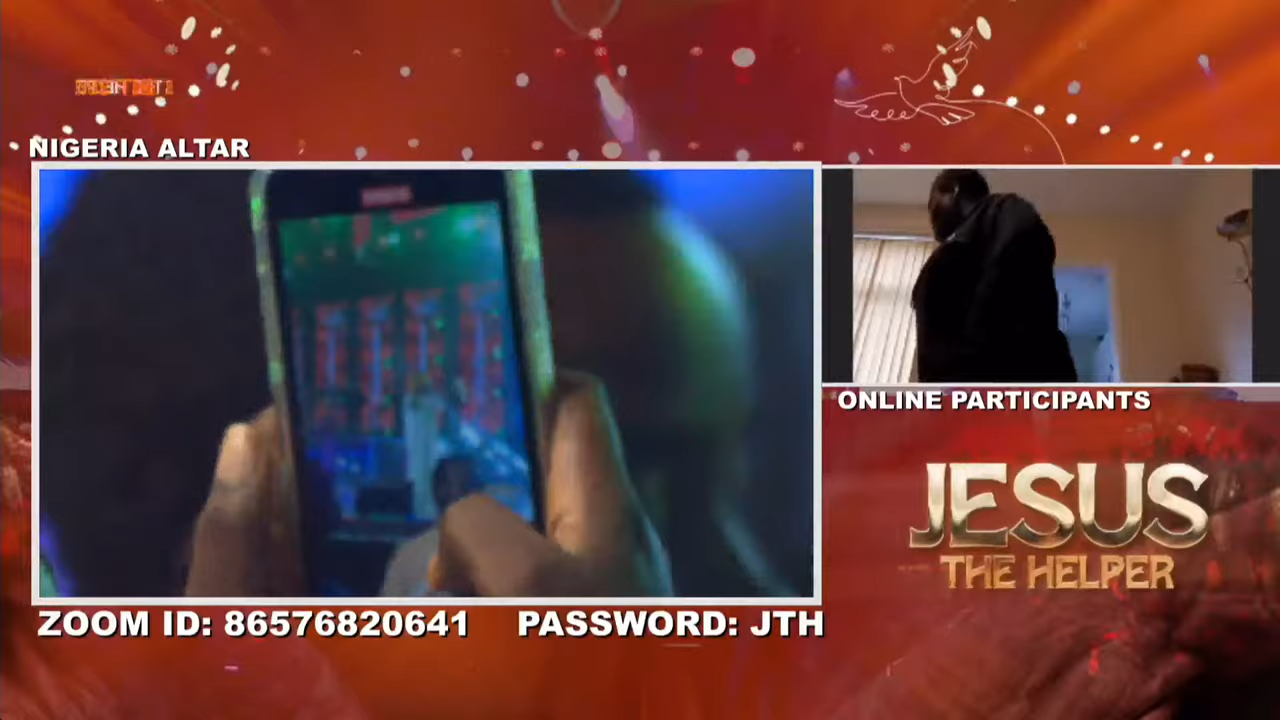 NIGERIA ALTAR
ONLINE PARTICIPANTS
JESUS
THE HELPER
ZOOM ID: 86576820641 PASSWORD: JTH